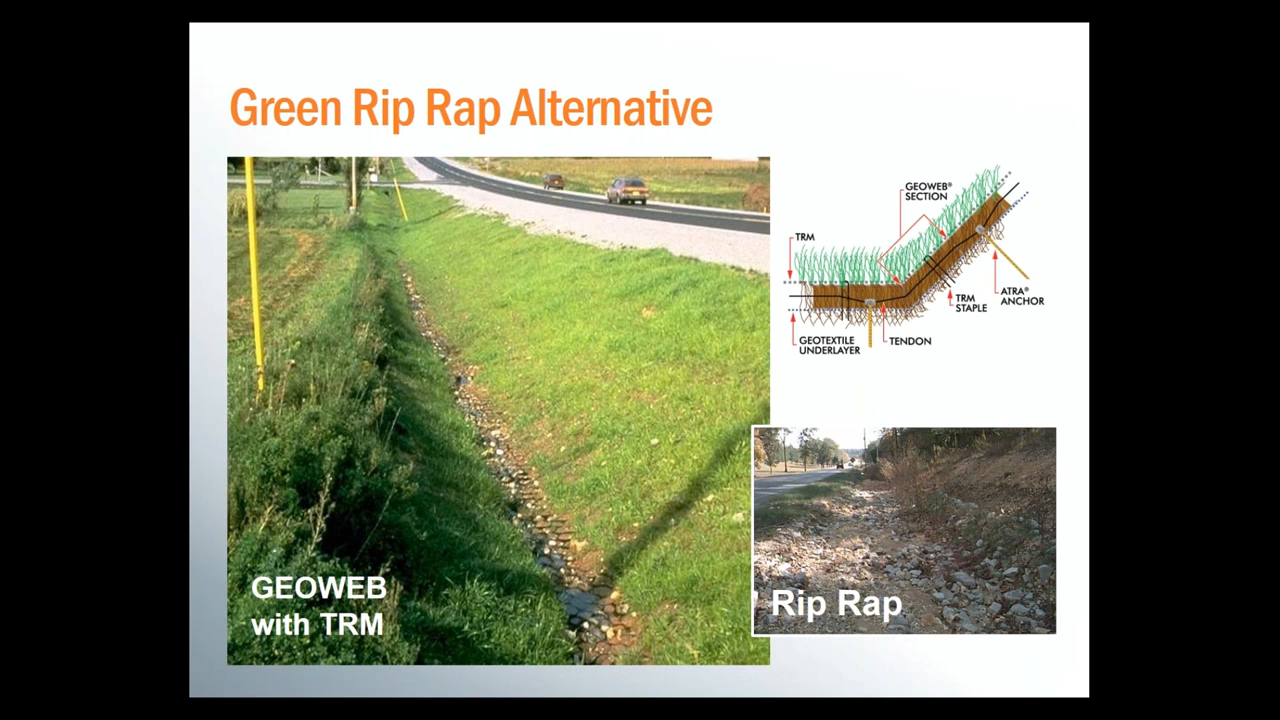 Green Rip Rap Alternative
GEOWEB®
SECTION
TRM
ATRA®
ANCHOR
TRM
STAPLE
TENDON
GEOTEXTILE
UNDERLAYER
GEOWEB
with TRM
Rip Rap